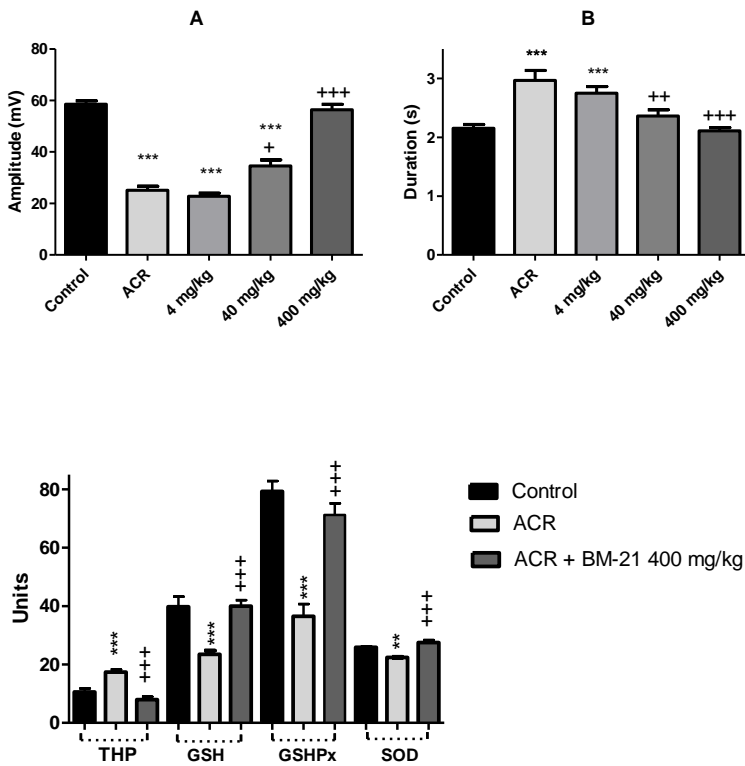 A
Amplitude (mV)
80
60
40
20
0
***
***
***
+
+++
Control
ACR
4 mg/kg
40 mg/kg
400 mg/kg
B
Duration (s)
3
2
1
0
***
***
++
+++
Control
ACR
4 mg/kg
40 mg/kg
400 mg/kg
Units
80
60
40
20
0
***
+++
***
+++
***
+++
**
+++
THP
GSH
GSHPx
SOD
Control
ACR
ACR + BM-21 400 mg/kg